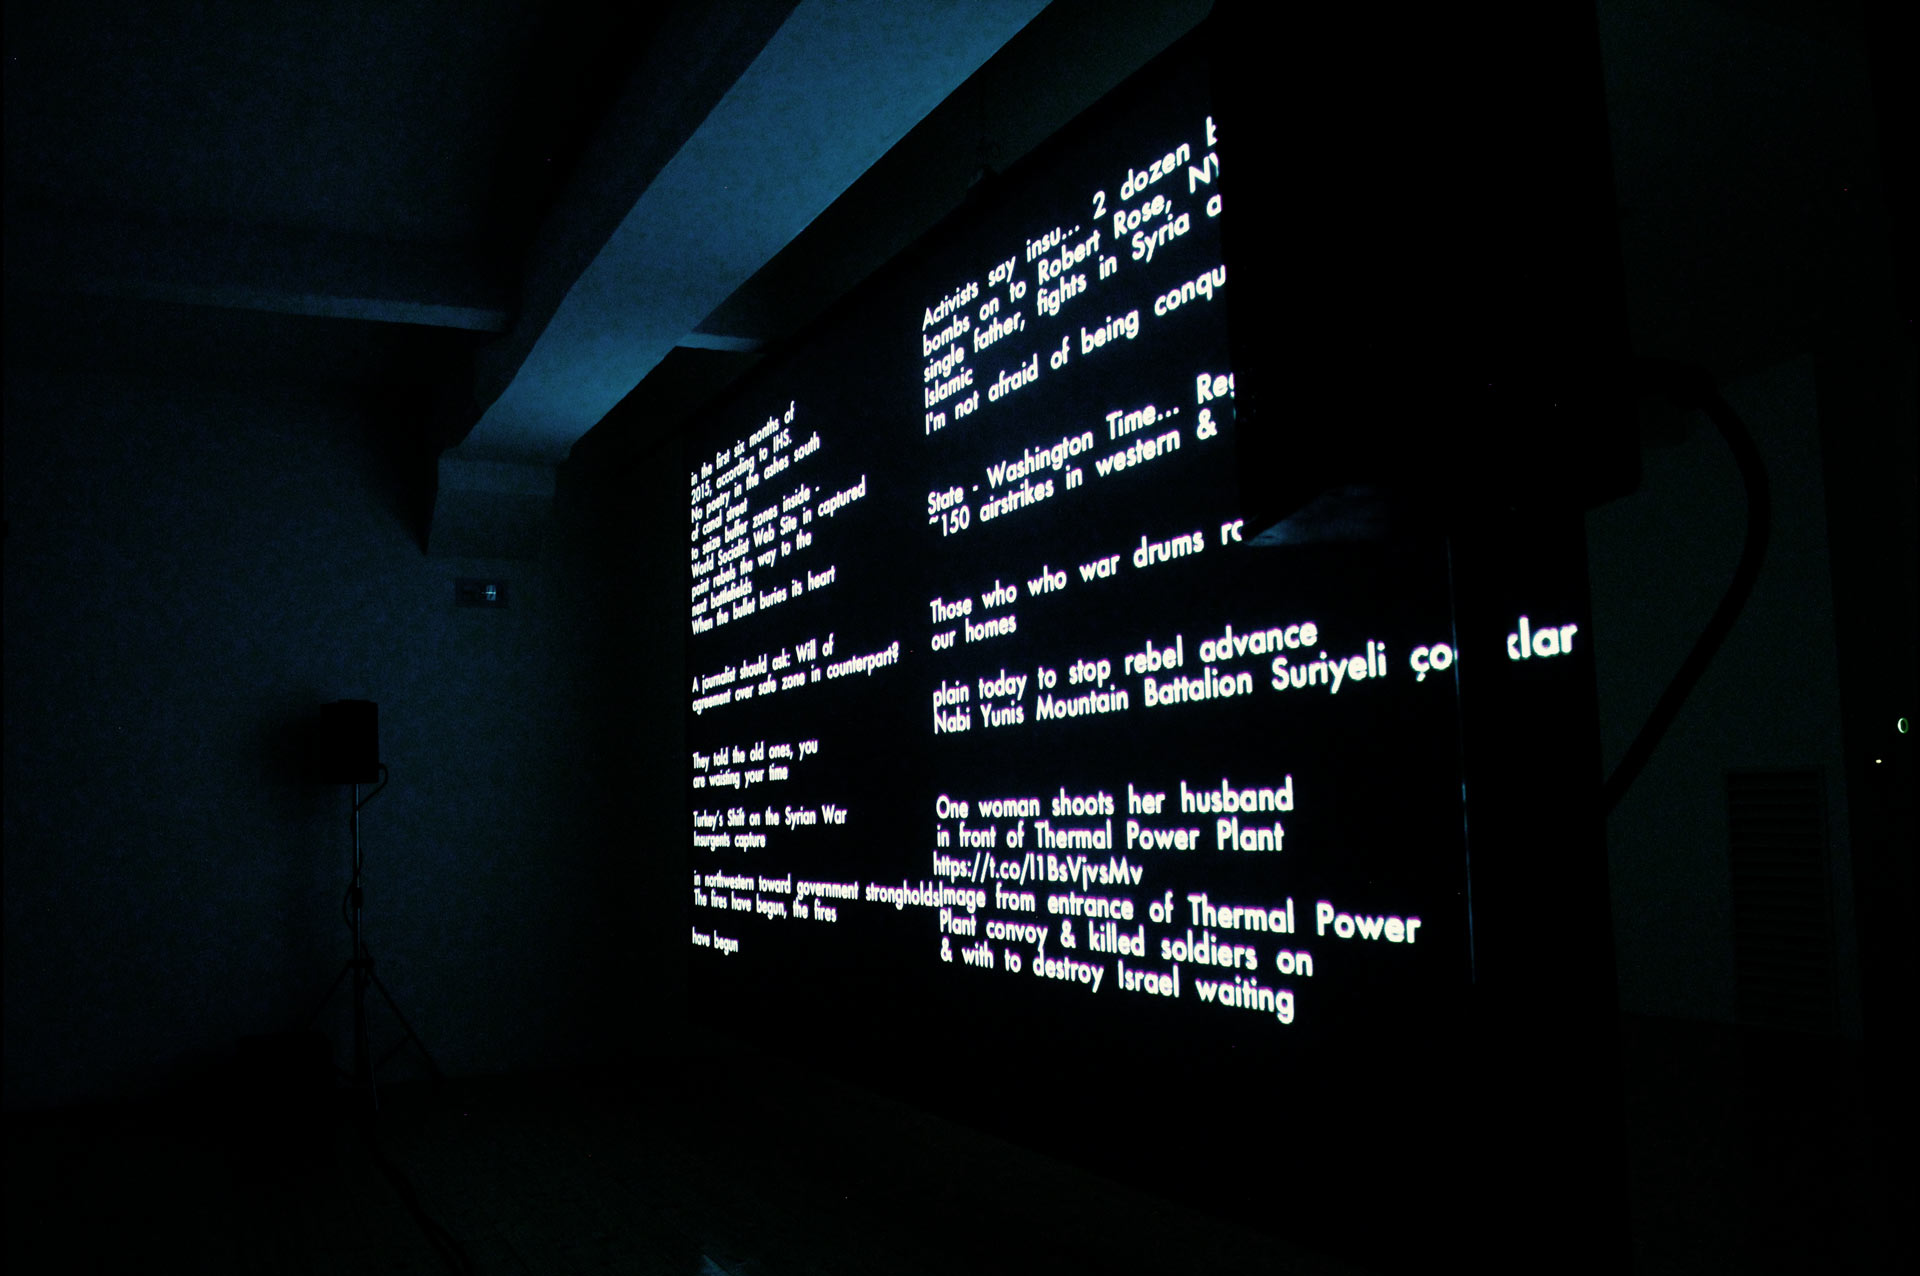 in the first six months of
2015, according to IHS.
No poetry in the ashes south
of canal street
to seize buffer zones inside -
World Socialist Web Site in captured
point rebels the way to the
next battlefields
When the bullet buries its heart
A journalist should ask: Will of
agreement over safe zone in counterpart?
They told the old ones, you
are waisting your time
Turkey's Shift on the Syrian War
Insurgents capture
in northwestern toward government strongholds
The fires have begun, the fires
have begun
Activists say insu... 2 dozen
bombs on to Robert Rose,
single father, fights in Syria
Islamic
I'm not afraid of being
State - Washington Time...
~150 airstrikes in western &
Those who who war drums
our homes
plain today to stop rebel advance
Nabi Yunis Mountain Battalion Suriyeli
One woman shoots her husband
in front of Thermal Power Plant
https://t.co/l1BsVjvsMv
Image from entrance of Thermal Power
Plant convoy & killed soldiers on
& with to destroy Israel waiting